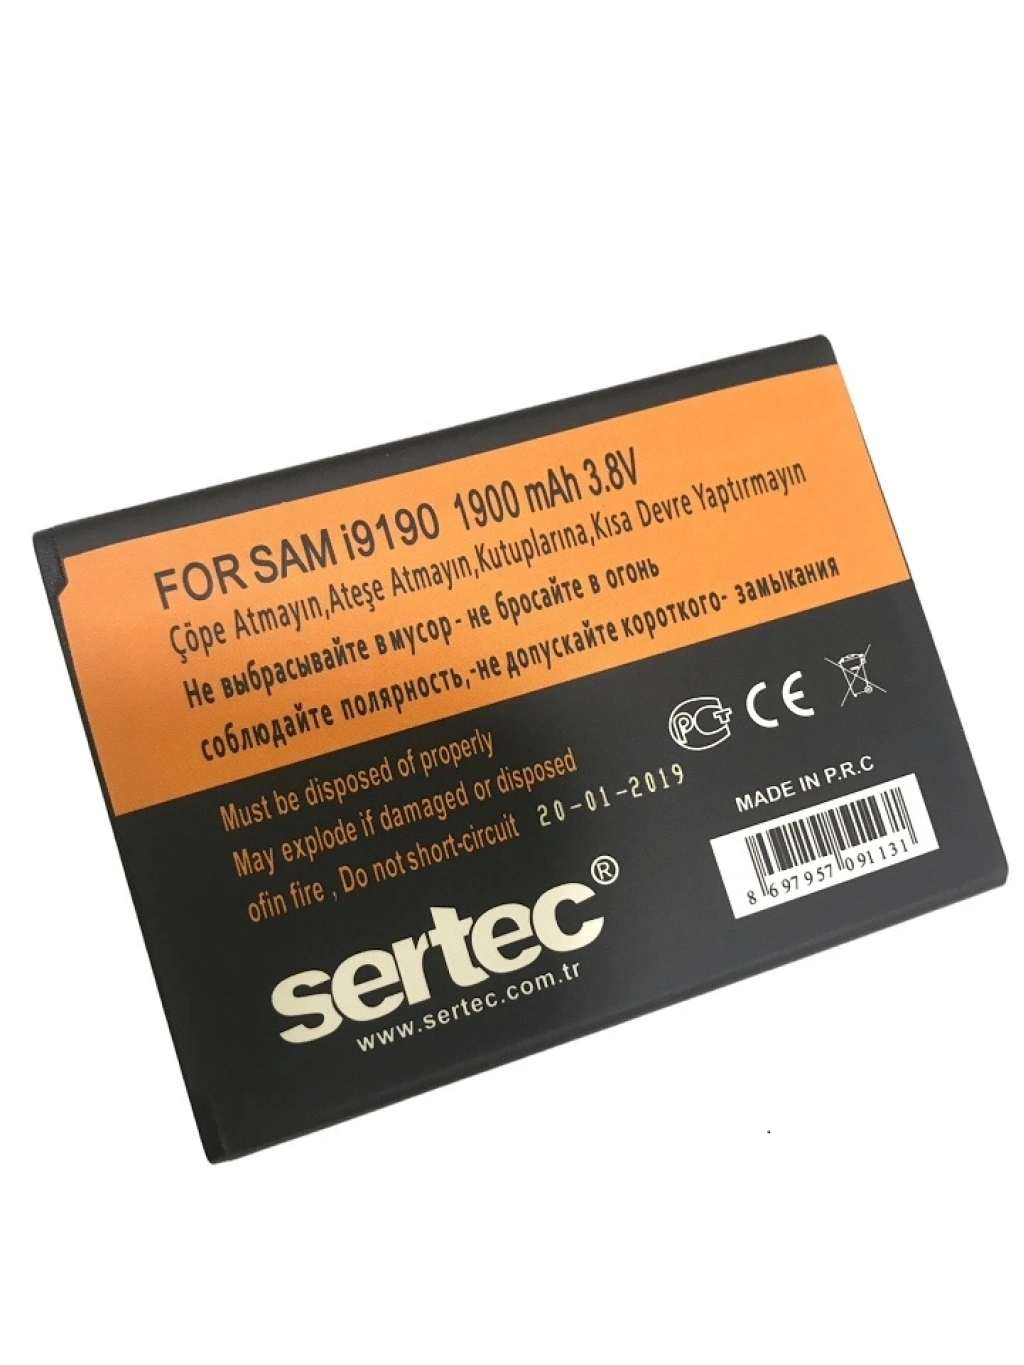 FOR SAM i9190 1900 mAh 3.8V
Çöpe Atmayın,Ateşe Atmayın,Kutuplarına,Kısa Devre Yaptırmayın
Не выбрасывайте в мусор - не бросайте в огонь
соблюдайте полярность,-не допускайте короткого- замыкания
Must be disposed of properly
May explode if damaged or disposed
ofin fire , Do not short-circuit
20-01-2019
PCT CE
MADE IN P.R.C
8 697957 091131
sertec®
www.sertec.com.tr